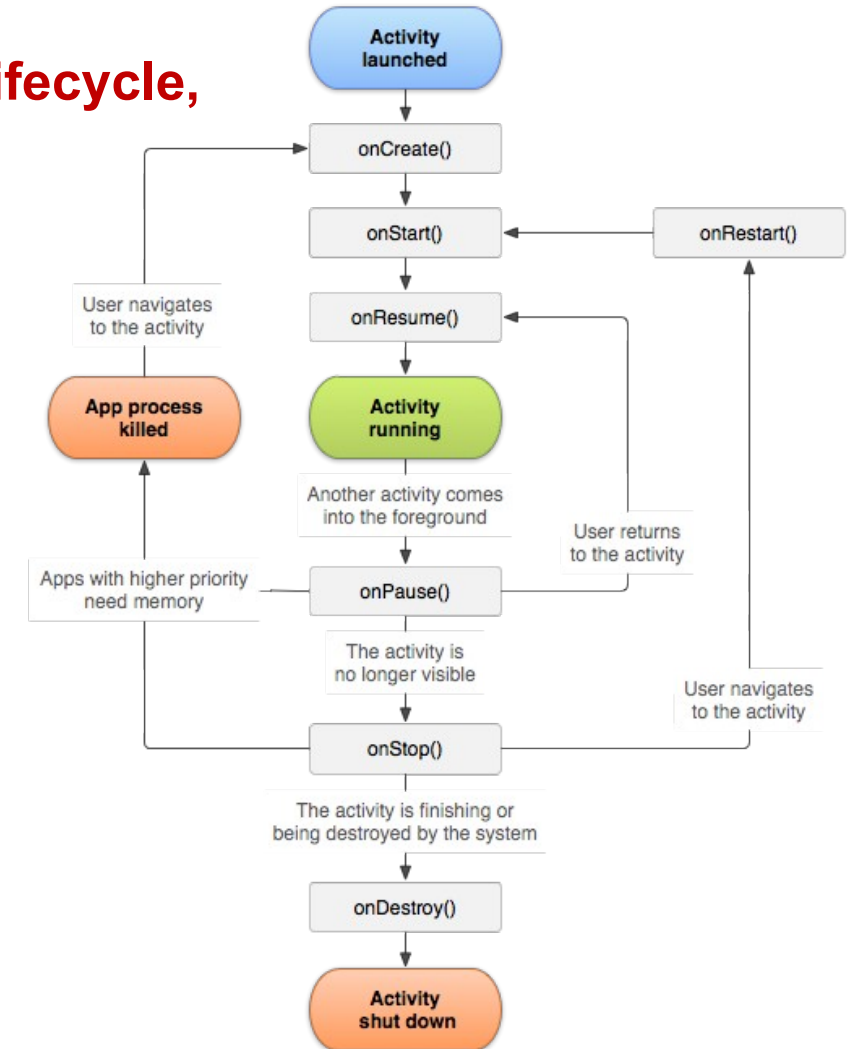 Activity
launched
ifecycle,
onCreate()
onStart()
onRestart()
User navigates
to the activity
onResume()
App process
killed
Activity
running
Another activity comes
into the foreground
User returns
to the activity
Apps with higher priority
need memory
onPause()
The activity is
no longer visible
User navigates
to the activity
onStop()
The activity is finishing or
being destroyed by the system
onDestroy()
Activity
shut down